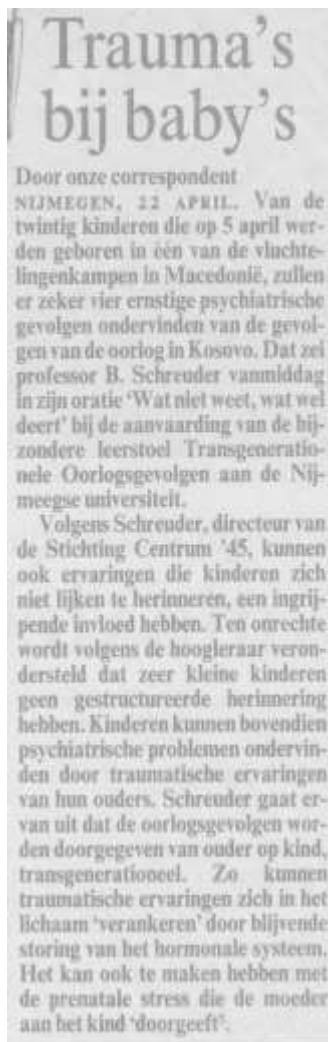 Trauma's
bij baby's
Door onze correspondent
NIJMEGEN, 22 APRIL. Van de
twintig kinderen die op 5 april wer-
den geboren in één van de vluchte-
lingenkampen in Macedonië, zullen
er zeker vier ernstige psychiatrische
gevolgen ondervinden van de gevol-
gen van de oorlog in Kosovo. Dat zei
professor B. Schreuder vanmiddag
in zijn oratie 'Wat niet weet, wat wel
deert' bij de aanvaarding van de bij-
zondere leerstoel Transgeneratio-
nele Oorlogsgevolgen aan de Nij-
meegse universiteit.
Volgens Schreuder, directeur van
de Stichting Centrum '45, kunnen
ook ervaringen die kinderen zich
niet lijken te herinneren, een ingrij-
pende invloed hebben. Ten onrechte
wordt volgens de hoogleraar veron-
dersteld dat zeer kleine kinderen
geen gestructureerde herinnering
hebben. Kinderen kunnen bovendien
psychiatrische problemen ondervin-
den door traumatische ervaringen
van hun ouders. Schreuder gaat er-
van uit dat de oorlogsgevolgen wor-
den doorgegeven van ouder op kind,
transgenerationeel. Zo kunnen
traumatische ervaringen zich in het
lichaam 'verankeren' door blijvende
storing van het hormonale systeem.
Het kan ook te maken hebben met
de prenatale stress die de moeder
aan het kind 'doorgeeft'.